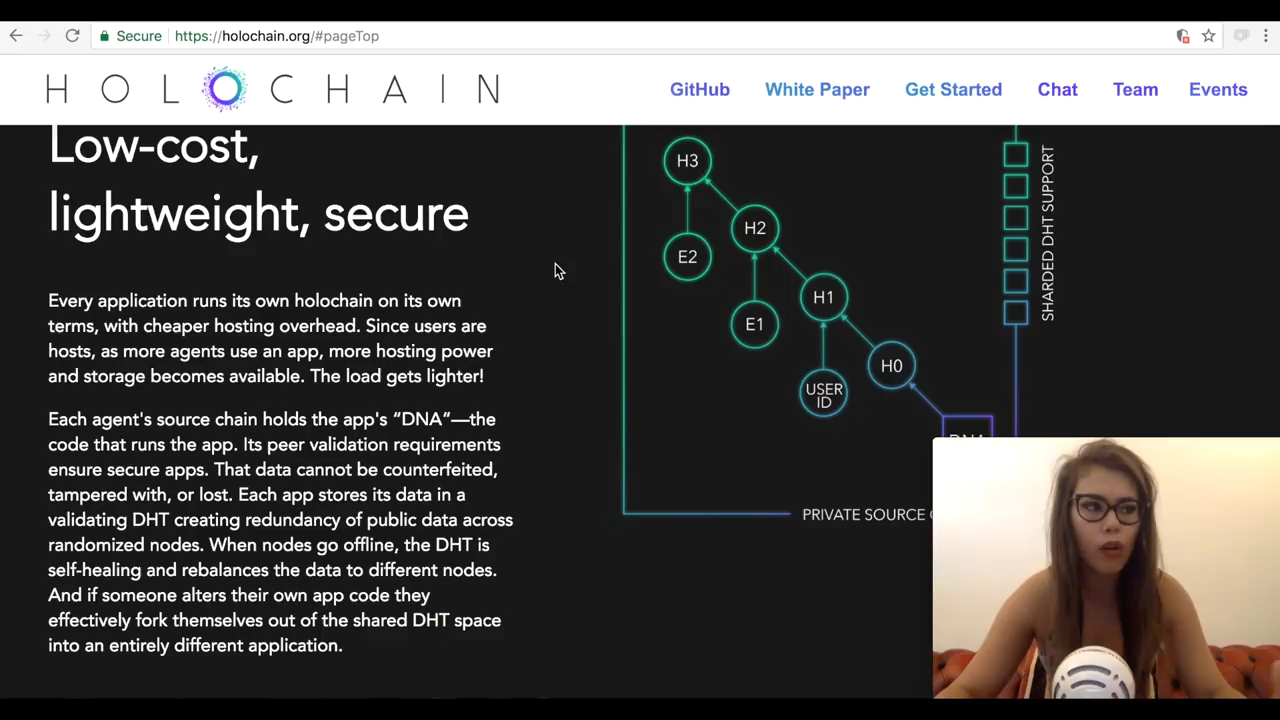 Secure https://holochain.org/#pageTop
HOLOCHAIN
GitHub White Paper Get Started Chat Team Events
Low-cost,
lightweight, secure
Every application runs its own holochain on its own
terms, with cheaper hosting overhead. Since users are
hosts, as more agents use an app, more hosting power
and storage becomes available. The load gets lighter!
Each agent's source chain holds the app's “DNA”—the
code that runs the app. Its peer validation requirements
ensure secure apps. That data cannot be counterfeited,
tampered with, or lost. Each app stores its data in a
validating DHT creating redundancy of public data across
randomized nodes. When nodes go offline, the DHT is
self-healing and rebalances the data to different nodes.
And if someone alters their own app code they
effectively fork themselves out of the shared DHT space
into an entirely different application.
H3
H2
E2
H1
E1
H0
USER
ID
DNA
PRIVATE SOURCE
SHARDED DHT SUPPORT